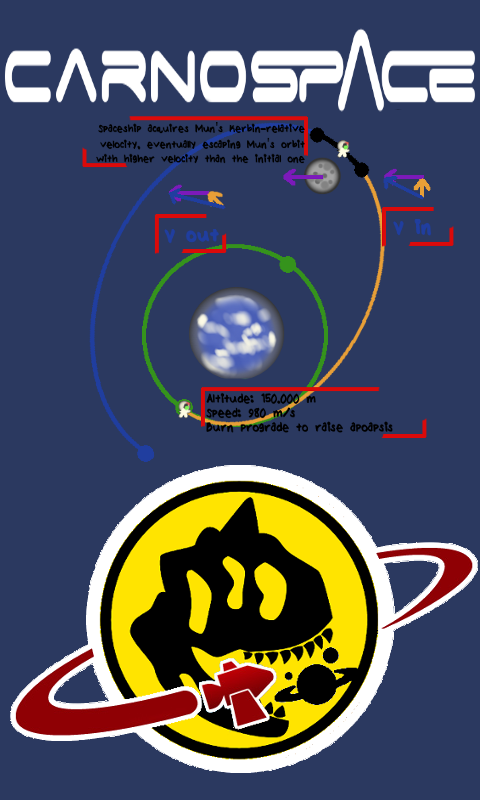 CARNOSPACE
Spaceship acquires Mun's Kerbin-relative
velocity, eventually escaping Mun's orbit
with higher velocity than the initial one
V out
V in
Altitude: 150.000 m
Speed: 980 m/s
Burn prograde to raise apoapsis